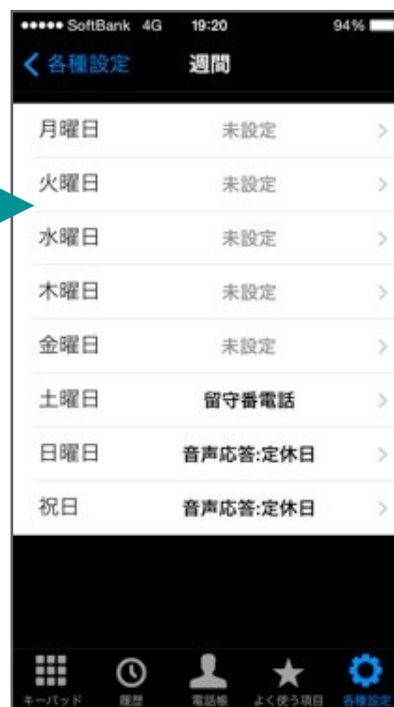 SoftBank 4G 19:20 94%
各種設定 週間
月曜日 未設定
火曜日 未設定
水曜日 未設定
木曜日 未設定
金曜日 未設定
土曜日 留守番電話
日曜日 音声応答:定休日
祝日 音声応答:定休日
キーパッド 履歴 電話帳 よく使う項目 各種設定